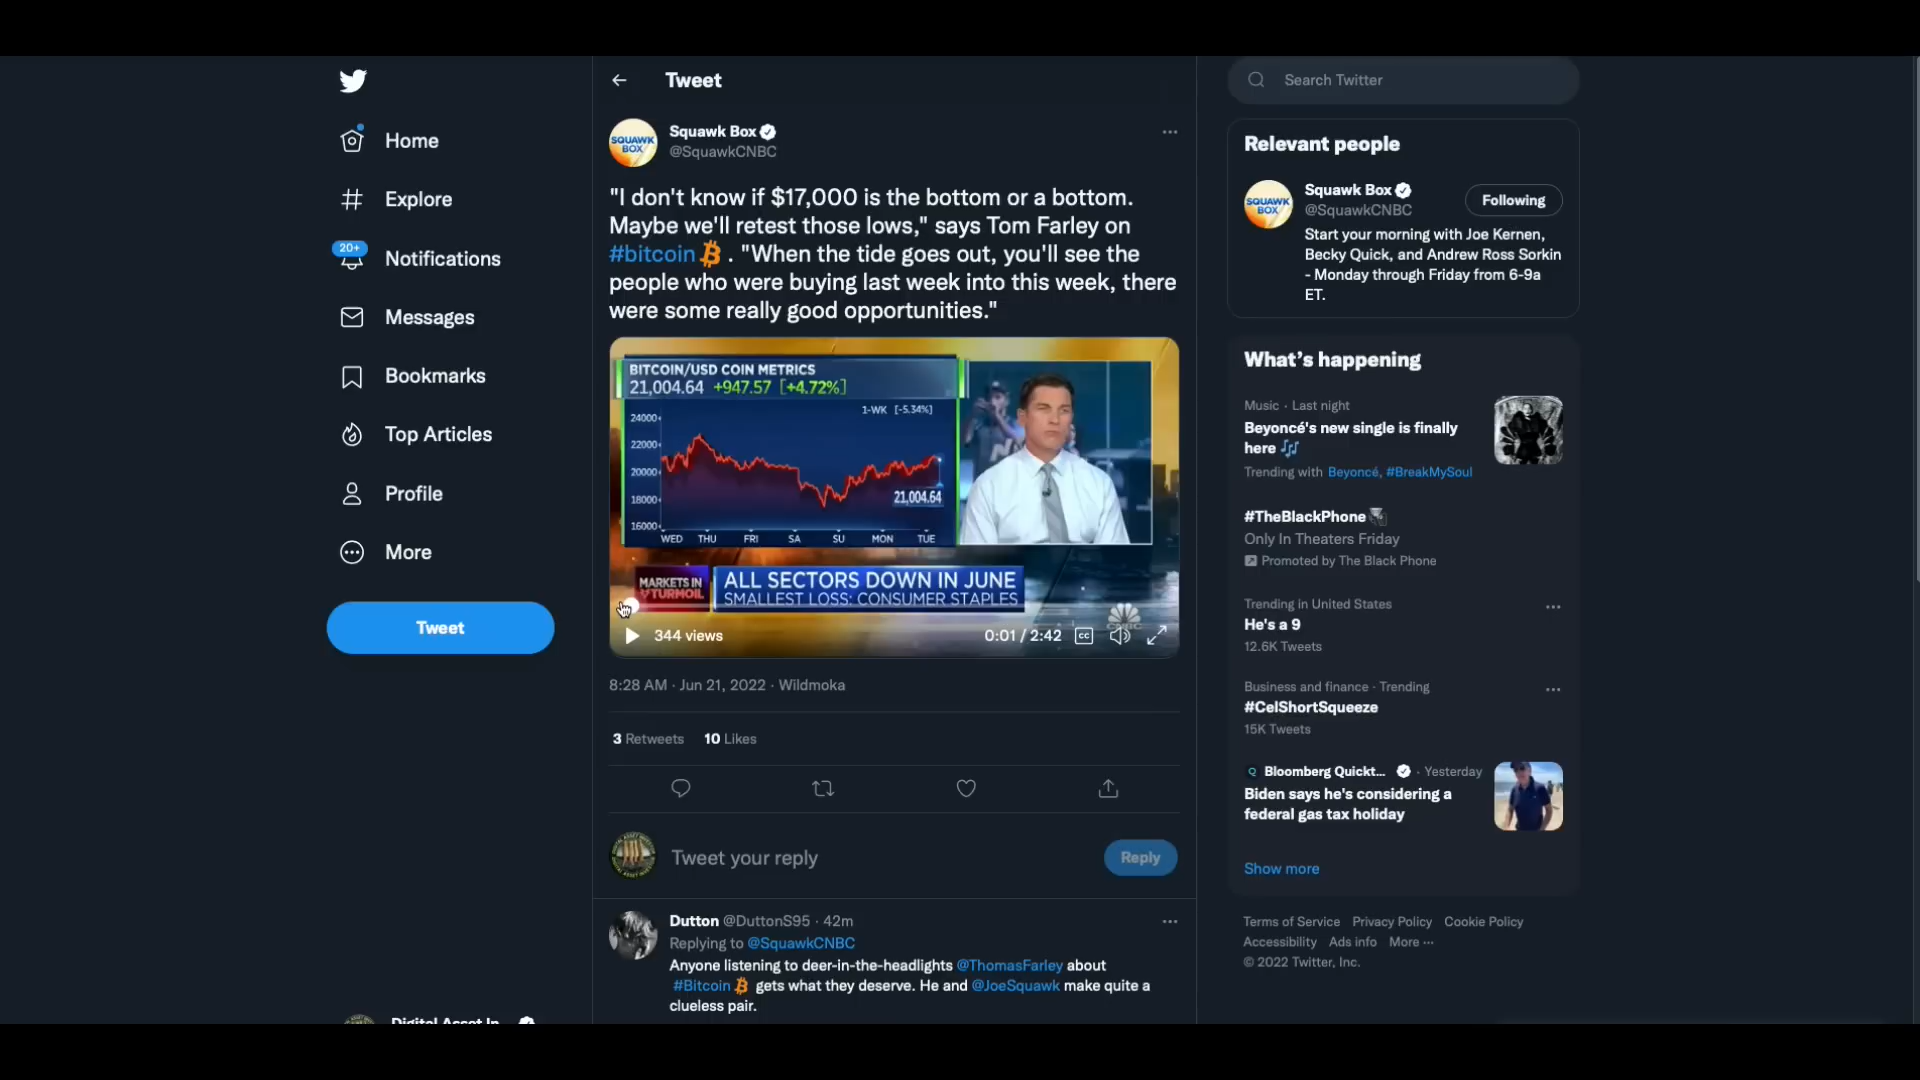 Home
Explore
20+
Notifications
Messages
Bookmarks
Top Articles
Profile
More
Tweet
Tweet
SQUAWK
BOX
Squawk Box
@SquawkCNBC
"I don't know if $17,000 is the bottom or a bottom.
Maybe we'll retest those lows," says Tom Farley on
#bitcoin . "When the tide goes out, you'll see the
people who were buying last week into this week, there
were some really good opportunities."
BITCOIN/USD COIN METRICS
21,004.64 +947.57 [+4.72%]
1-WK [-5.34%]
24000
22000
20000
18000
16000
21,004.64
WED THU FRI SA SU MON TUE
MARKETS IN
TURMOIL
ALL SECTORS DOWN IN JUNE
SMALLEST LOSS: CONSUMER STAPLES
CNBC
344 views
0:01 / 2:42
CC
8:28 AM · Jun 21, 2022 · Wildmoka
3 Retweets 10 Likes
Tweet your reply
Reply
Dutton @DuttonS95 · 42m
Replying to @SquawkCNBC
Anyone listening to deer-in-the-headlights @ThomasFarley about
#Bitcoin gets what they deserve. He and @JoeSquawk make quite a
clueless pair.
Search Twitter
Relevant people
SQUAWK
BOX
Squawk Box
@SquawkCNBC
Following
Start your morning with Joe Kernen,
Becky Quick, and Andrew Ross Sorkin
- Monday through Friday from 6-9a
ET.
What's happening
Music · Last night
Beyoncé's new single is finally
here
Trending with Beyoncé, #BreakMySoul
#TheBlackPhone
Only In Theaters Friday
Promoted by The Black Phone
Trending in United States
He's a 9
12.6K Tweets
Business and finance · Trending
#CelShortSqueeze
15K Tweets
Bloomberg Quickt... · Yesterday
Biden says he's considering a
federal gas tax holiday
Show more
Terms of Service Privacy Policy Cookie Policy
Accessibility Ads info More ···
© 2022 Twitter, Inc.
Digital Asset In